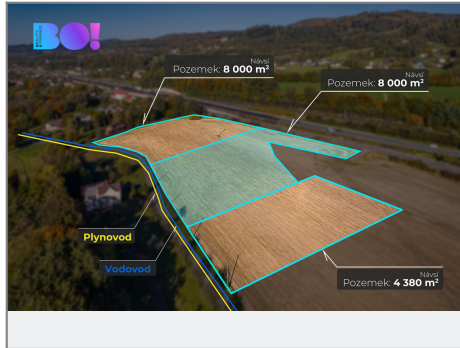 BO!
Návsí
Pozemek: 8 000 m²
Návsí
Pozemek: 8 000 m²
Plynovod
Vodovod
Návsí
Pozemek: 4 380 m²